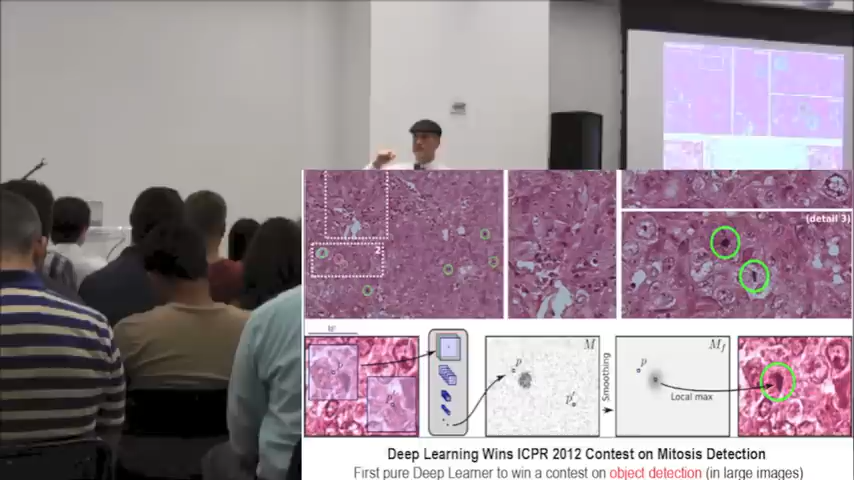 2
(detail 3)
p
p'
p
M
p'
Smoothing
p
Mf
Local max
Deep Learning Wins ICPR 2012 Contest on Mitosis Detection
First pure Deep Learner to win a contest on object detection (in large images)